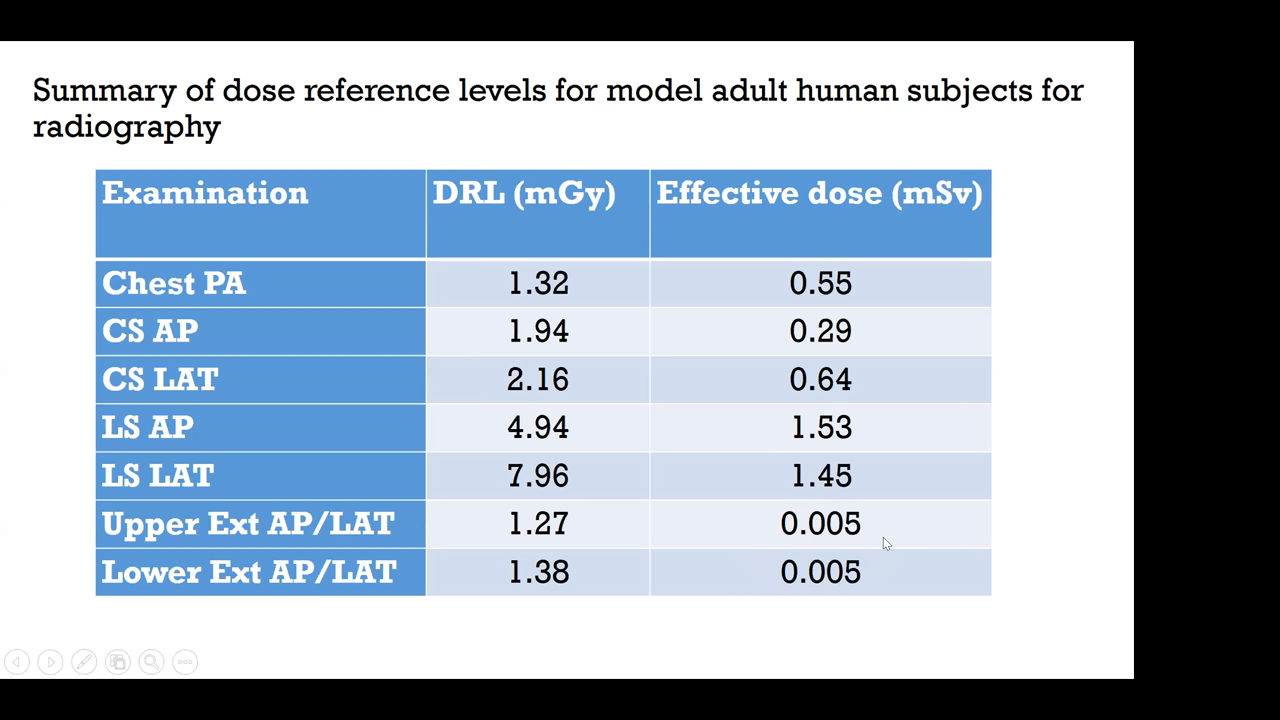 Summary of dose reference levels for model adult human subjects for
radiography
Examination DRL (mGy) Effective dose (mSv)
Chest PA 1.32 0.55
CS AP 1.94 0.29
CS LAT 2.16 0.64
LS AP 4.94 1.53
LS LAT 7.96 1.45
Upper Ext AP/LAT 1.27 0.005
Lower Ext AP/LAT 1.38 0.005